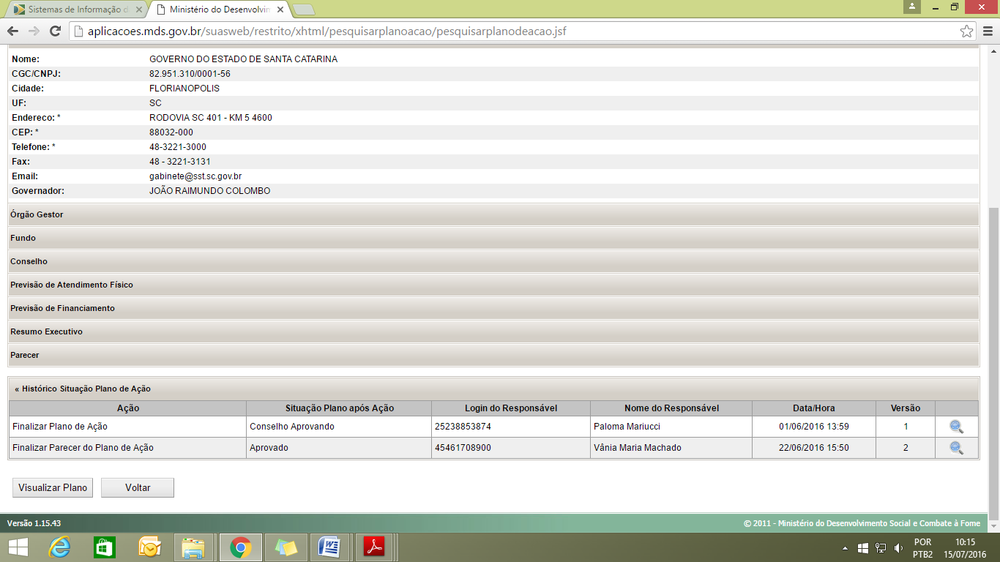 Sistemas de Informação d
Ministério do Desenvolvim
aplicacoes.mds.gov.br/suasweb/restrito/xhtml/pesquisarplanoacao/pesquisarplanodeacao.jsf
Nome: GOVERNO DO ESTADO DE SANTA CATARINA
CGC/CNPJ: 82.951.310/0001-56
Cidade: FLORIANOPOLIS
UF: SC
Endereco: * RODOVIA SC 401 - KM 5 4600
CEP: * 88032-000
Telefone: * 48-3221-3000
Fax: 48 - 3221-3131
Email: gabinete@sst.sc.gov.br
Governador: JOÃO RAIMUNDO COLOMBO
Órgão Gestor
Fundo
Conselho
Previsão de Atendimento Físico
Previsão de Financiamento
Resumo Executivo
Parecer
« Histórico Situação Plano de Ação
Ação Situação Plano após Ação Login do Responsável Nome do Responsável Data/Hora Versão
Finalizar Plano de Ação Conselho Aprovando 25238853874 Paloma Mariucci 01/06/2016 13:59 1
Finalizar Parecer do Plano de Ação Aprovado 45461708900 Vânia Maria Machado 22/06/2016 15:50 2
Visualizar Plano Voltar
Versão 1.15.43 © 2011 - Ministério do Desenvolvimento Social e Combate à Fome
POR 10:15
PTB2 15/07/2016